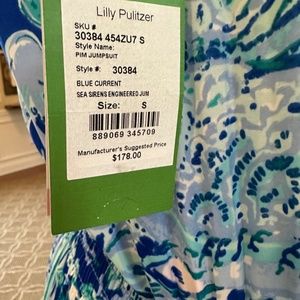 Lilly Pulitzer
SKU #
30384 454ZU7 S
Style Name:
PIM JUMPSUIT
Style #: 30384
BLUE CURRENT
SEA SIRENS ENGINEERED JUM
Size: S
889069 345709
Manufacturer's Suggested Price
$178.00